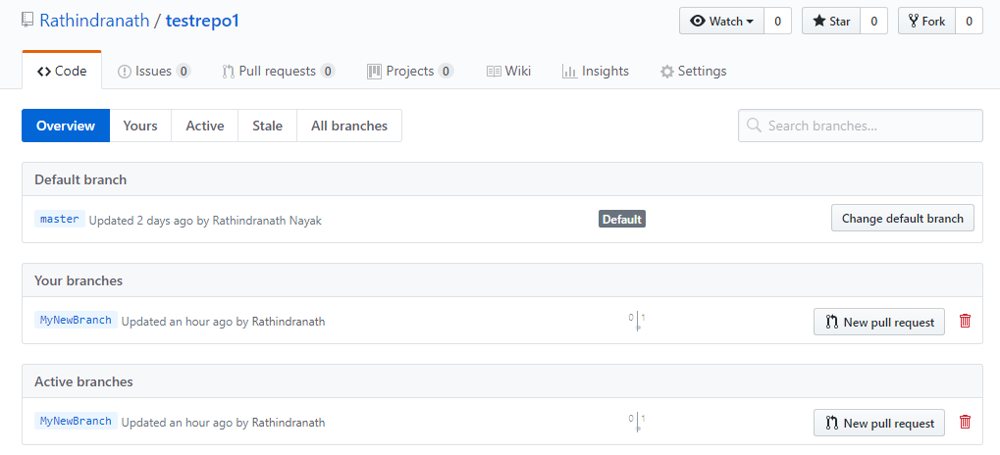 Rathindranath / testrepo1 Watch 0 Star 0 Fork 0
Code Issues 0 Pull requests 0 Projects 0 Wiki Insights Settings
Overview Yours Active Stale All branches Search branches...
Default branch
master Updated 2 days ago by Rathindranath Nayak Default Change default branch
Your branches
MyNewBranch Updated an hour ago by Rathindranath 0 1 New pull request
Active branches
MyNewBranch Updated an hour ago by Rathindranath 0 1 New pull request